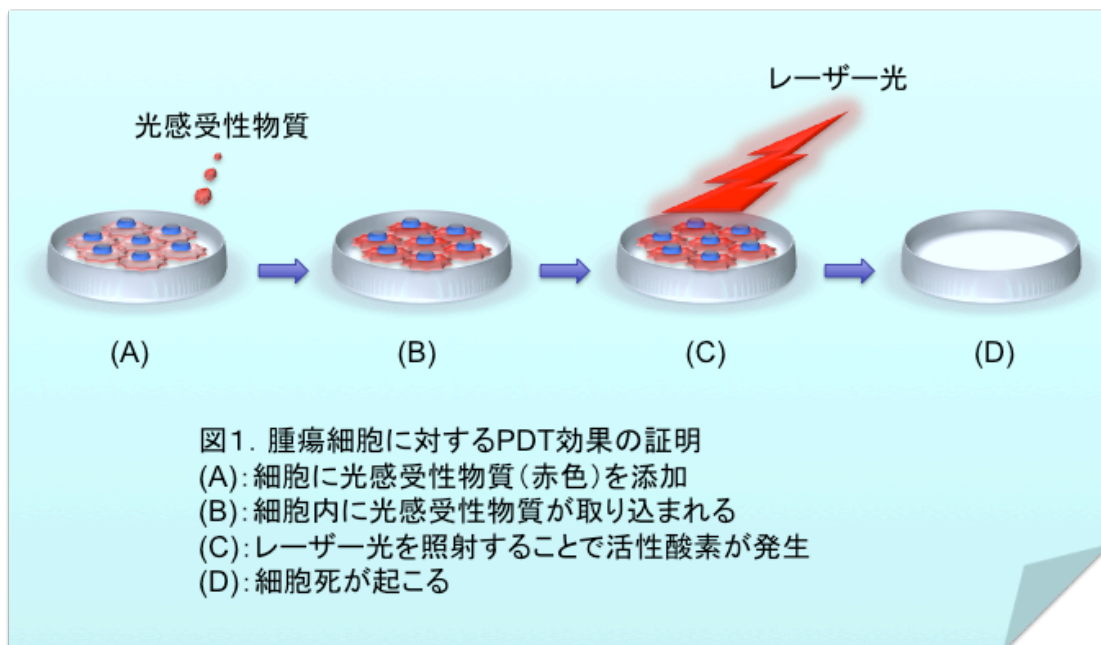 レーザー光
光感受性物質
(A)
(B)
(C)
(D)
図１．腫瘍細胞に対するPDT効果の証明
(A)：細胞に光感受性物質（赤色）を添加
(B)：細胞内に光感受性物質が取り込まれる
(C)：レーザー光を照射することで活性酸素が発生
(D)：細胞死が起こる